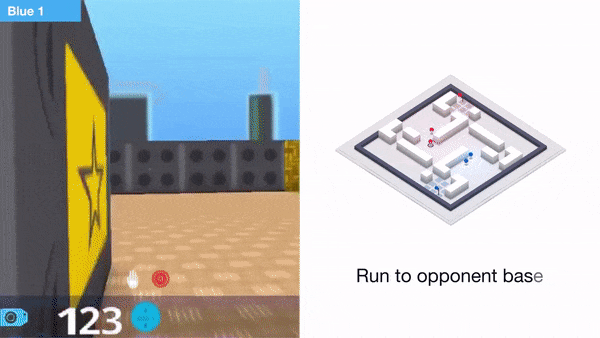 Blue 1
123
Run to opponent base